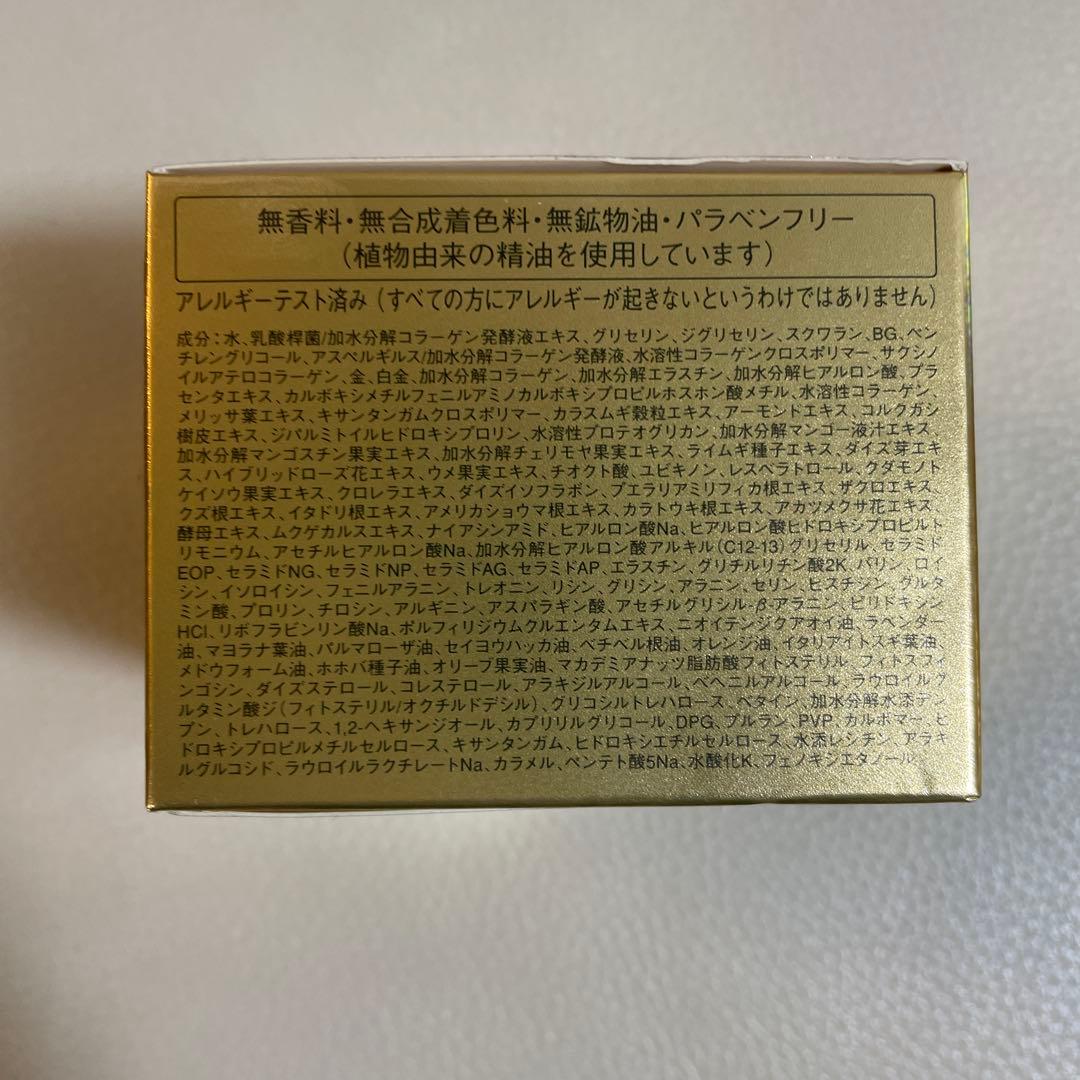 無香料・無合成着色料・無鉱物油・パラベンフリー
(植物由来の精油を使用しています)
アレルギーテスト済み(すべての方にアレルギーが起きないというわけではありません)
成分：水、乳酸桿菌/加水分解コラーゲン発酵液エキス、グリセリン、ジグリセリン、スクワラン、BG、ペン
チレングリコール、アスペルギルス/加水分解コラーゲン発酵液、水溶性コラーゲンクロスポリマー、サクシノ
イルアテロコラーゲン、金、白金、加水分解コラーゲン、加水分解エラスチン、加水分解ヒアルロン酸、プラ
センタエキス、カルボキシメチルフェニルアミノカルボキシプロピルホスホン酸メチル、水溶性コラーゲン、
メリッサ葉エキス、キサンタンガムクロスポリマー、カラスムギ穀粒エキス、アーモンドエキス、コルクガシ
樹皮エキス、ジパルミトイルヒドロキシプロリン、水溶性プロテオグリカン、加水分解マンゴー液汁エキス、
加水分解マンゴスチン果実エキス、加水分解チェリモヤ果実エキス、ライムギ種子エキス、ダイズ芽エキ
ス、ハイブリッドローズ花エキス、ウメ果実エキス、チオクト酸、ユビキノン、レスベラトロール、クダモノト
ケイソウ果実エキス、クロレラエキス、ダイズイソフラボン、プエラリアミリフィカ根エキス、ザクロエキス、
クズ根エキス、イタドリ根エキス、アメリカショウマ根エキス、カラトウキ根エキス、アカツメクサ花エキス、
酵母エキス、ムクゲカルスエキス、ナイアシンアミド、ヒアルロン酸Na、ヒアルロン酸ヒドロキシプロピルト
リモニウム、アセチルヒアルロン酸Na、加水分解ヒアルロン酸アルキル(C12-13)グリセリル、セラミド
EOP、セラミドNG、セラミドNP、セラミドAG、セラミドAP、エラスチン、グリチルリチン酸2K、バリン、ロイ
シン、イソロイシン、フェニルアラニン、トレオニン、リシン、グリシン、アラニン、セリン、ヒスチジン、グルタ
ミン酸、プロリン、チロシン、アルギニン、アスパラギン酸、アセチルグリシル-β-アラニン、ピリドキシン
HCl、リボフラビンリン酸Na、ポルフィリジウムクルエンタムエキス、ニオイテンジクアオイ油、ラベンダー
油、マヨラナ葉油、パルマローザ油、セイヨウハッカ油、ベチベル根油、オレンジ油、イタリアイトスギ葉油、
メドウフォーム油、ホホバ種子油、オリーブ果実油、マカデミアナッツ脂肪酸フィトステリル、フィトスフィ
ンゴシン、ダイズステロール、コレステロール、アラキジルアルコール、ベヘニルアルコール、ラウロイルグ
ルタミン酸ジ(フィトステリル/オクチルドデシル)、グリコシルトレハロース、ベタイン、加水分解水添デン
プン、トレハロース、1,2-ヘキサンジオール、カプリリルグリコール、DPG、プルラン、PVP、カルボマー、ヒ
ドロキシプロピルメチルセルロース、キサンタンガム、ヒドロキシエチルセルロース、水添レシチン、アラキ
ルグルコシド、ラウロイルラクチレートNa、カラメル、ペンテト酸5Na、水酸化K、フェノキシエタノール